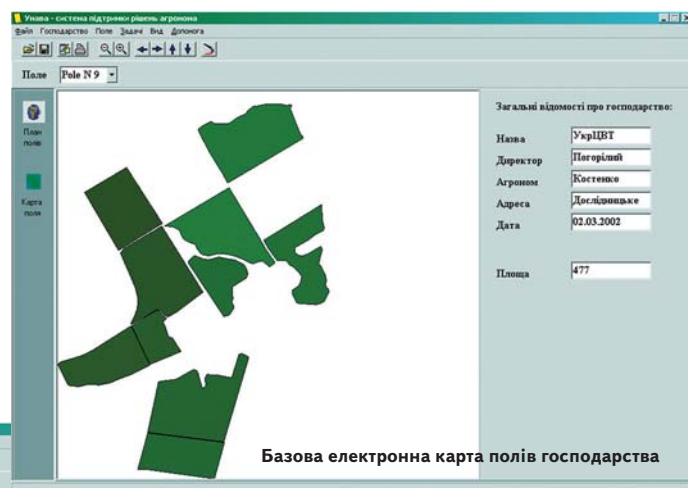 Унава - система підтримки рішень агронома
Файл Господарство Поле Задачі Вид Допомога
Поле Pole N 9
План
полів
Карта
поля
Загальні відомості про господарство:
Назва УкрЦВТ
Директор Погорілий
Агроном Костенко
Адреса Дослідницьке
Дата 02.03.2002
Площа 477
Базова електронна карта полів господарства